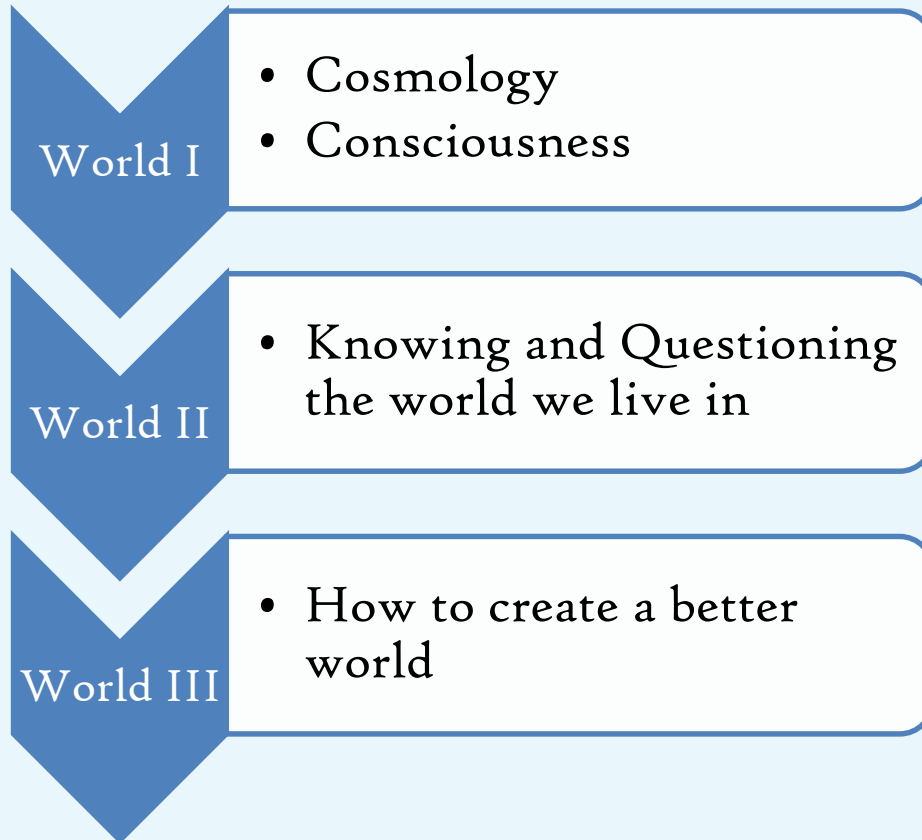 World I
• Cosmology
• Consciousness
World II
• Knowing and Questioning
the world we live in
World III
• How to create a better
world